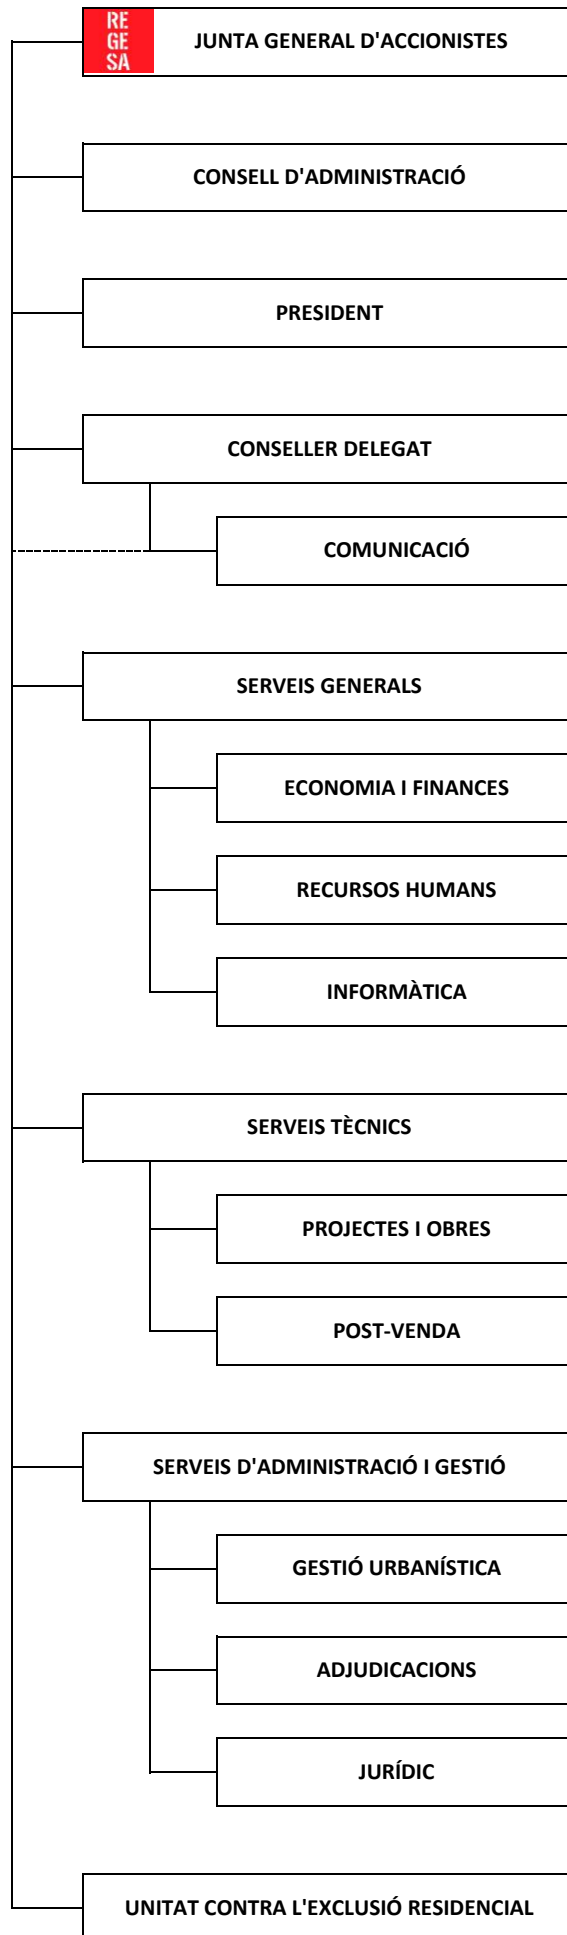 RE
GE
SA
JUNTA GENERAL D'ACCIONISTES
CONSELL D'ADMINISTRACIÓ
PRESIDENT
CONSELLER DELEGAT
COMUNICACIÓ
SERVEIS GENERALS
ECONOMIA I FINANCES
RECURSOS HUMANS
INFORMÀTICA
SERVEIS TÈCNICS
PROJECTES I OBRES
POST-VENDA
SERVEIS D'ADMINISTRACIÓ I GESTIÓ
GESTIÓ URBANÍSTICA
ADJUDICACIONS
JURÍDIC
UNITAT CONTRA L'EXCLUSIÓ RESIDENCIAL